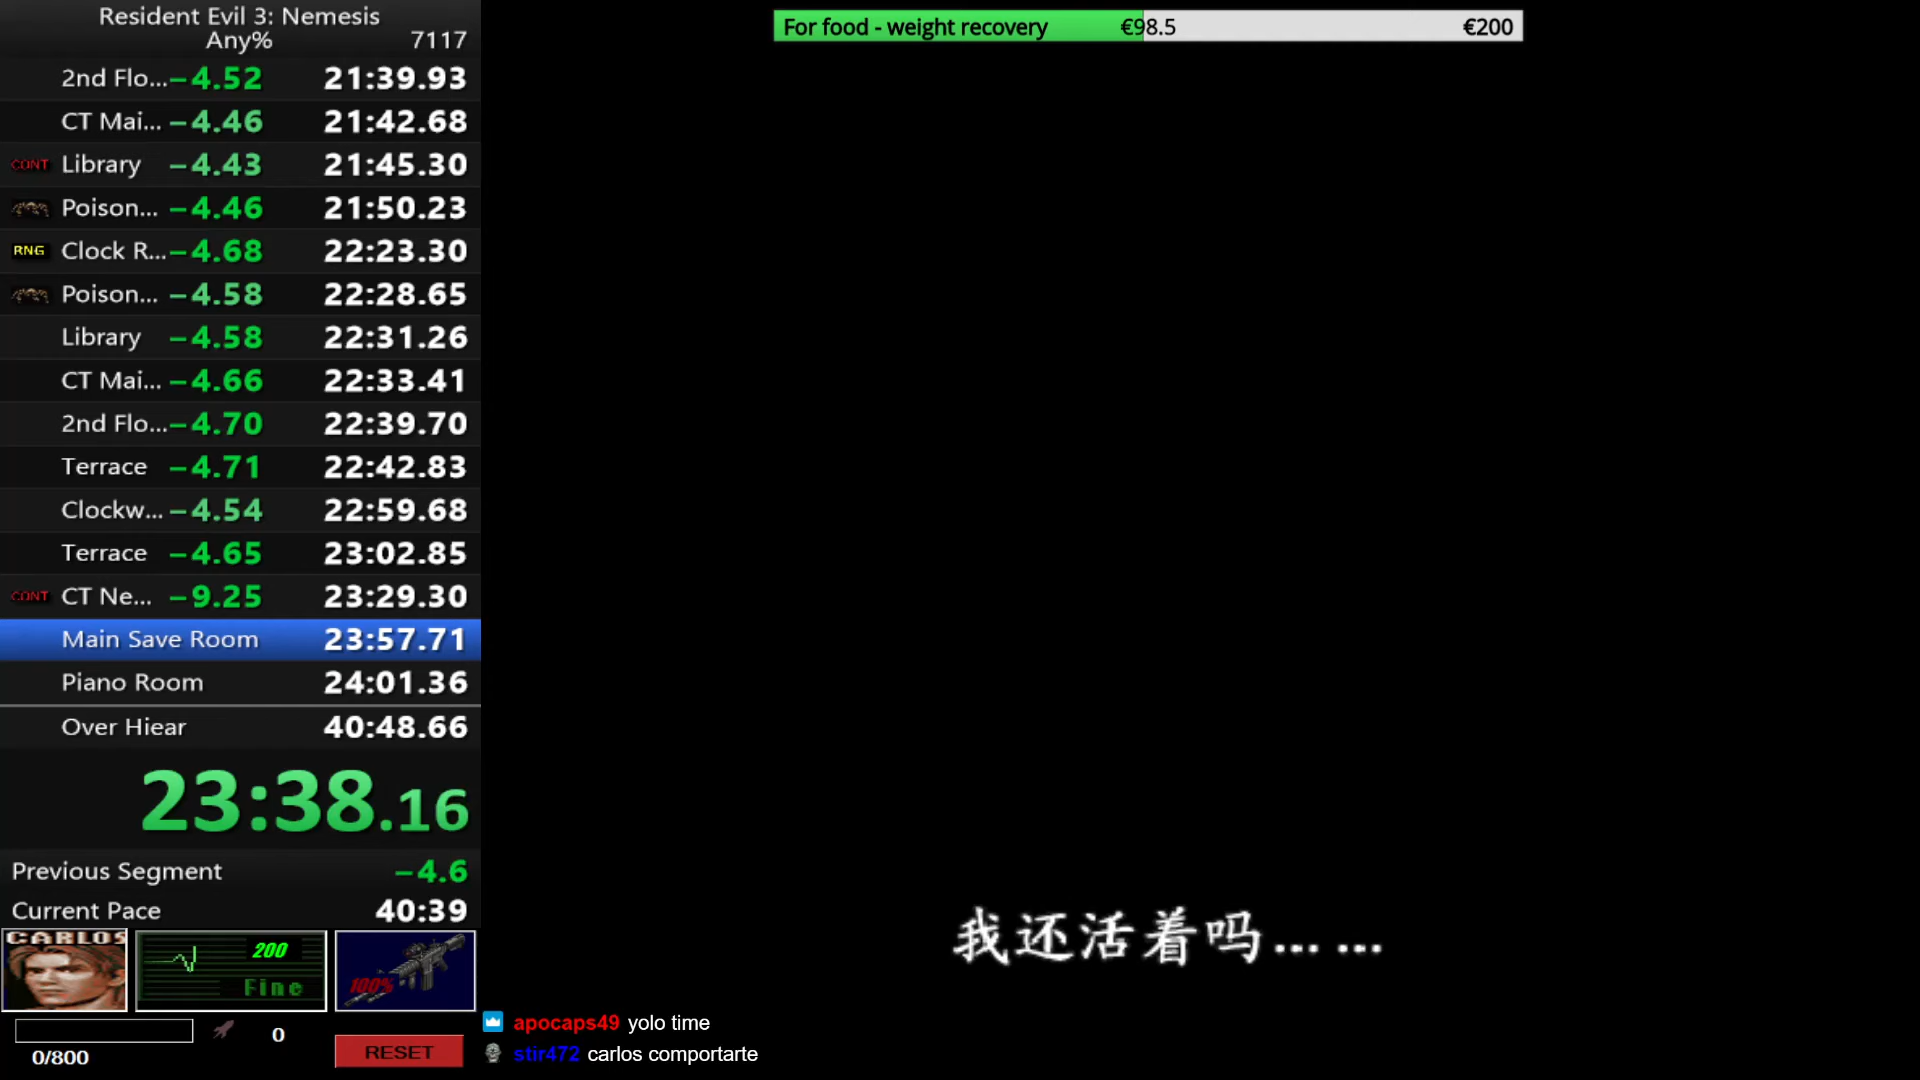 Resident Evil 3: Nemesis
Any% 7117
2nd Flo... −4.52 21:39.93
CT Mai... −4.46 21:42.68
CONT Library −4.43 21:45.30
Poison... −4.46 21:50.23
RNG Clock R... −4.68 22:23.30
Poison... −4.58 22:28.65
Library −4.58 22:31.26
CT Mai... −4.66 22:33.41
2nd Flo... −4.70 22:39.70
Terrace −4.71 22:42.83
Clockw... −4.54 22:59.68
Terrace −4.65 23:02.85
CONT CT Ne... −9.25 23:29.30
Main Save Room 23:57.71
Piano Room 24:01.36
Over Hiear 40:48.66
23:38.16
Previous Segment −4.6
Current Pace 40:39
CARLOS
200
Fine
100%
0/800
0
RESET
For food - weight recovery €98.5 €200
我还活着吗……
apocaps49 yolo time
stir472 carlos comportarte